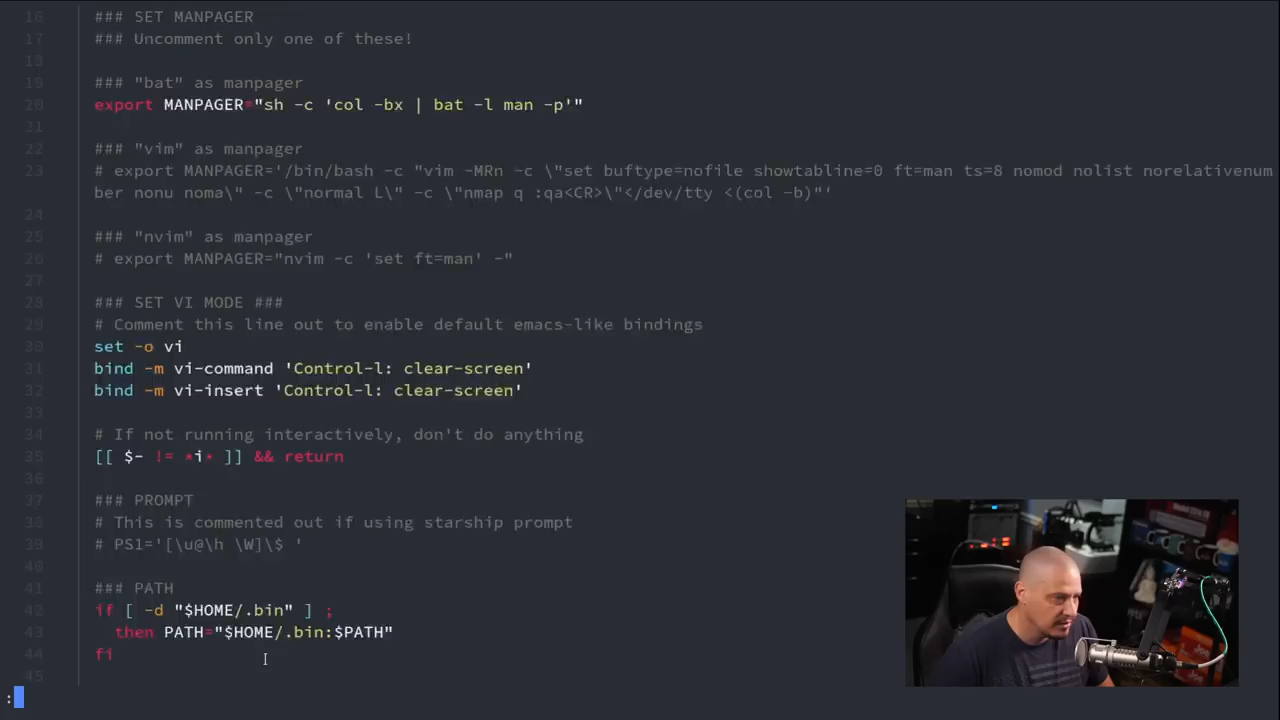 16 ### SET MANPAGER
17 ### Uncomment only one of these!
18
19 ### "bat" as manpager
20 export MANPAGER="sh -c 'col -bx | bat -l man -p'"
21
22 ### "vim" as manpager
23 # export MANPAGER='/bin/bash -c "vim -MRn -c \"set buftype=nofile showtabline=0 ft=man ts=8 nomod nolist norelativenum
ber nonu noma\" -c \"normal L\" -c \"nmap q :qa<CR>\"</dev/tty <(col -b)"'
24
25 ### "nvim" as manpager
26 # export MANPAGER="nvim -c 'set ft=man' -"
27
28 ### SET VI MODE ###
29 # Comment this line out to enable default emacs-like bindings
30 set -o vi
31 bind -m vi-command 'Control-l: clear-screen'
32 bind -m vi-insert 'Control-l: clear-screen'
33
34 # If not running interactively, don't do anything
35 [[ $- != *i* ]] && return
36
37 ### PROMPT
38 # This is commented out if using starship prompt
39 # PS1='[\u@\h \W]\$ '
40
41 ### PATH
42 if [ -d "$HOME/.bin" ] ;
43 then PATH="$HOME/.bin:$PATH"
44 fi
45
: